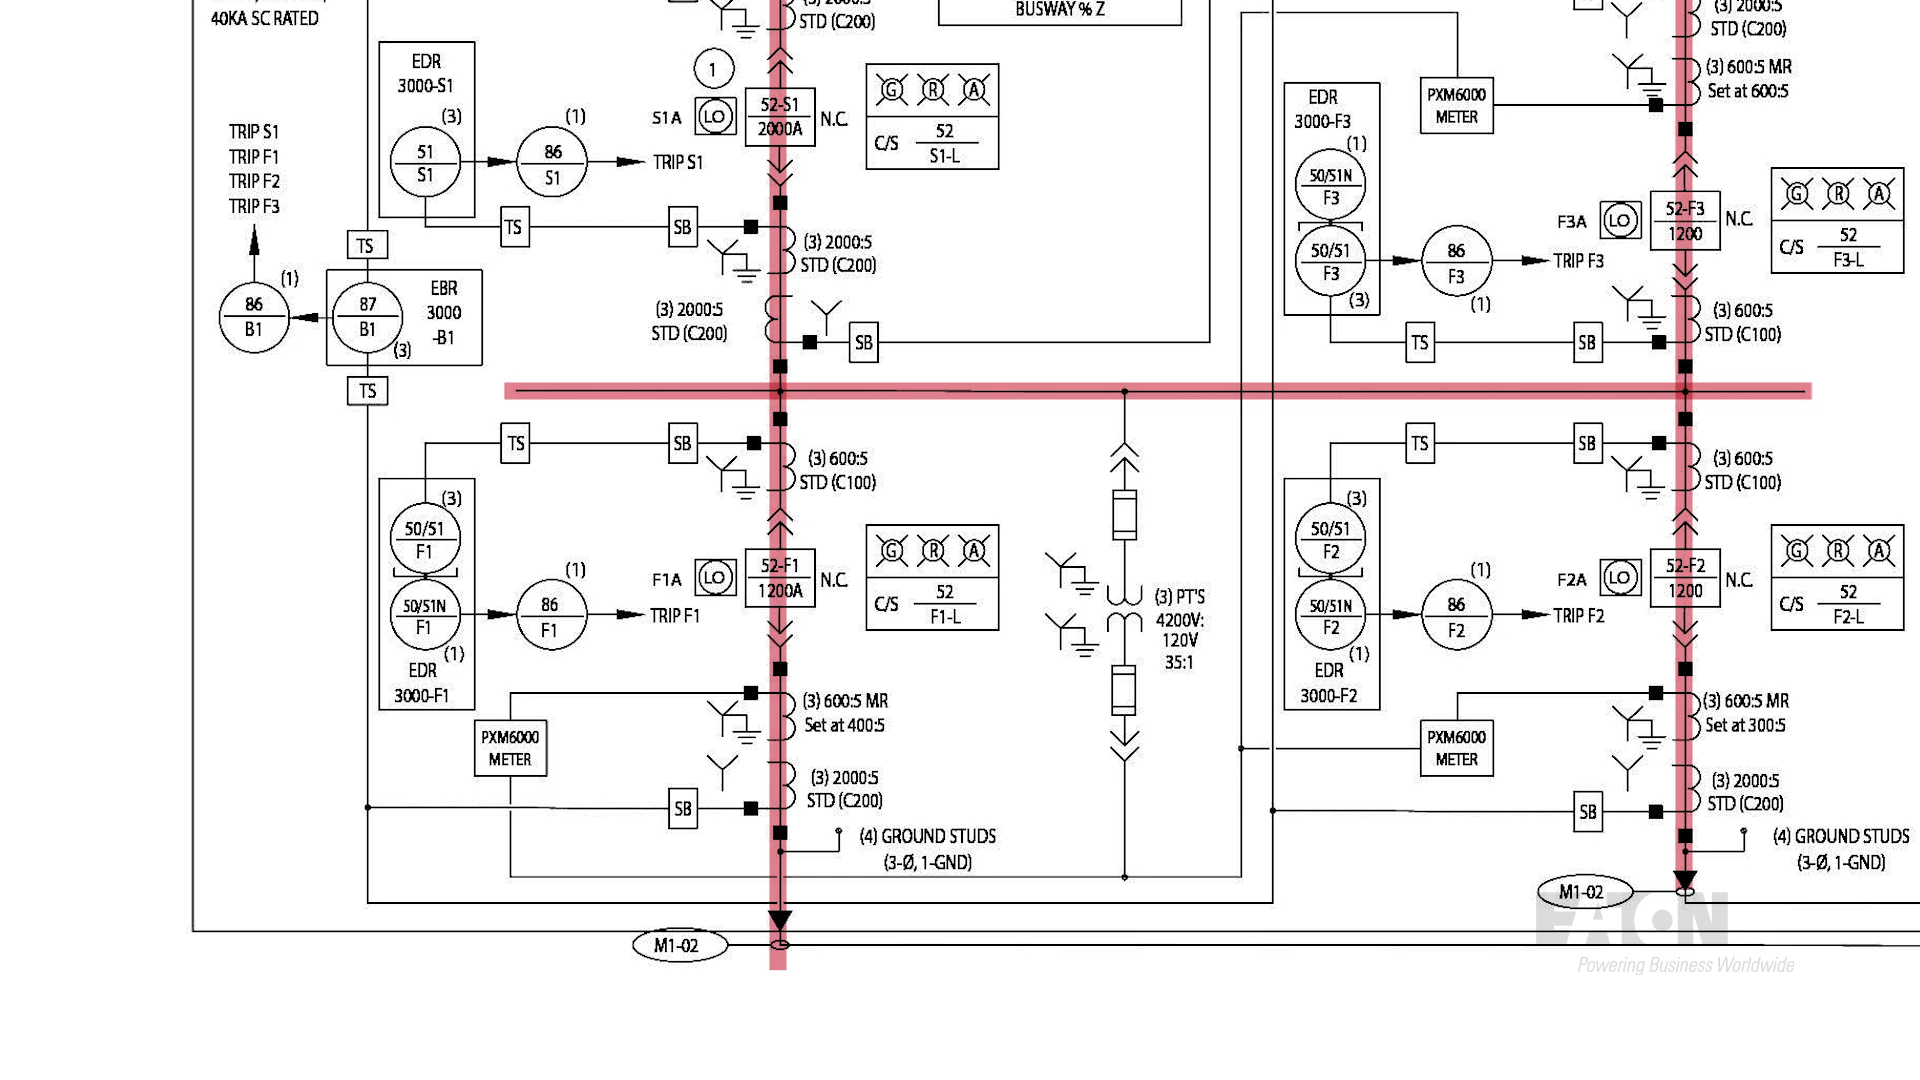 40KA SC RATED
(3) 2000:5
STD (C200)
BUSWAY % Z
(3) 2000:5
STD (C200)
EDR
3000-S1
(3)
51
S1
(1)
86
S1
TRIP S1
TS
SB
1
S1A
LO
52-S1
2000A
N.C.
G R A
C/S
52
S1-L
(3) 2000:5
STD (C200)
(3) 2000:5
STD (C200)
SB
TRIP S1
TRIP F1
TRIP F2
TRIP F3
86
B1
(1)
TS
87
B1
(3)
EBR
3000
-B1
TS
(3) 600:5 MR
Set at 600:5
PXM6000
METER
EDR
3000-F3
(1)
50/51N
F3
50/51
F3
(3)
86
F3
(1)
TRIP F3
F3A
LO
52-F3
1200
N.C.
G R A
C/S
52
F3-L
TS
SB
(3) 600:5
STD (C100)
TS
SB
(3) 600:5
STD (C100)
(3)
50/51
F1
50/51N
F1
(1)
EDR
3000-F1
(1)
86
F1
TRIP F1
F1A
LO
52-F1
1200A
N.C.
G R A
C/S
52
F1-L
(3) PT'S
4200V:
120V
35:1
PXM6000
METER
(3) 600:5 MR
Set at 400:5
(3) 2000:5
STD (C200)
SB
(4) GROUND STUDS
(3-Ø, 1-GND)
M1-02
TS
SB
(3) 600:5
STD (C100)
(3)
50/51
F2
50/51N
F2
(1)
EDR
3000-F2
(1)
86
F2
TRIP F2
F2A
LO
52-F2
1200
N.C.
G R A
C/S
52
F2-L
PXM6000
METER
(3) 600:5 MR
Set at 300:5
(3) 2000:5
STD (C200)
SB
(4) GROUND STUDS
(3-Ø, 1-GND)
M1-02
EATON
Powering Business Worldwide